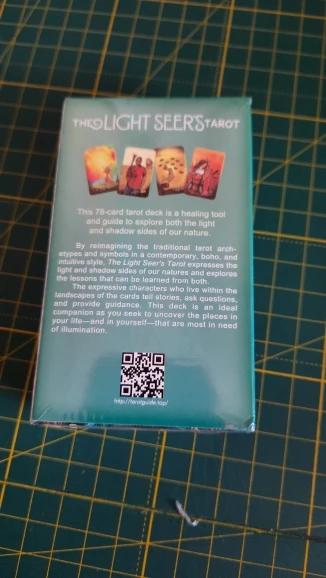 THE LIGHT SEER'S TAROT
This 78-card tarot deck is a healing tool
and guide to explore both the light
and shadow sides of our nature.
By reimagining the traditional tarot arch-
etypes and symbols in a contemporary, boho, and
intuitive style, The Light Seer's Tarot expresses the
light and shadow sides of our natures and explores
the lessons that can be learned from both.
The expressive characters who live within the
landscapes of the cards tell stories, ask questions,
and provide guidance. This deck is an ideal
companion as you seek to uncover the places in
your life—and in yourself—that are most in need
of illumination.
http://tarotguide.top/